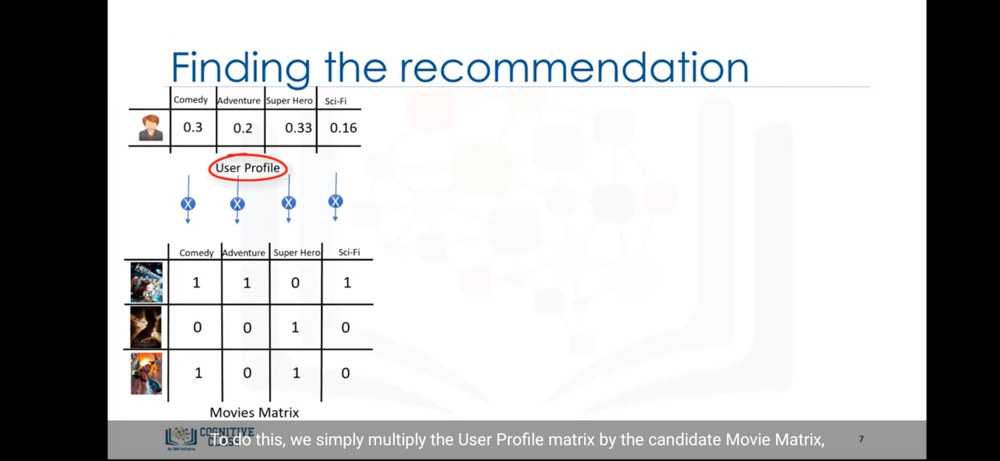 Finding the recommendation
Comedy Adventure Super Hero Sci-Fi
0.3 0.2 0.33 0.16
User Profile
X X X X
Comedy Adventure Super Hero Sci-Fi
1 1 0 1
0 0 1 0
1 0 1 0
Movies Matrix
COGNITIVE
CLASS
An IBM Initiative
To do this, we simply multiply the User Profile matrix by the candidate Movie Matrix,
7